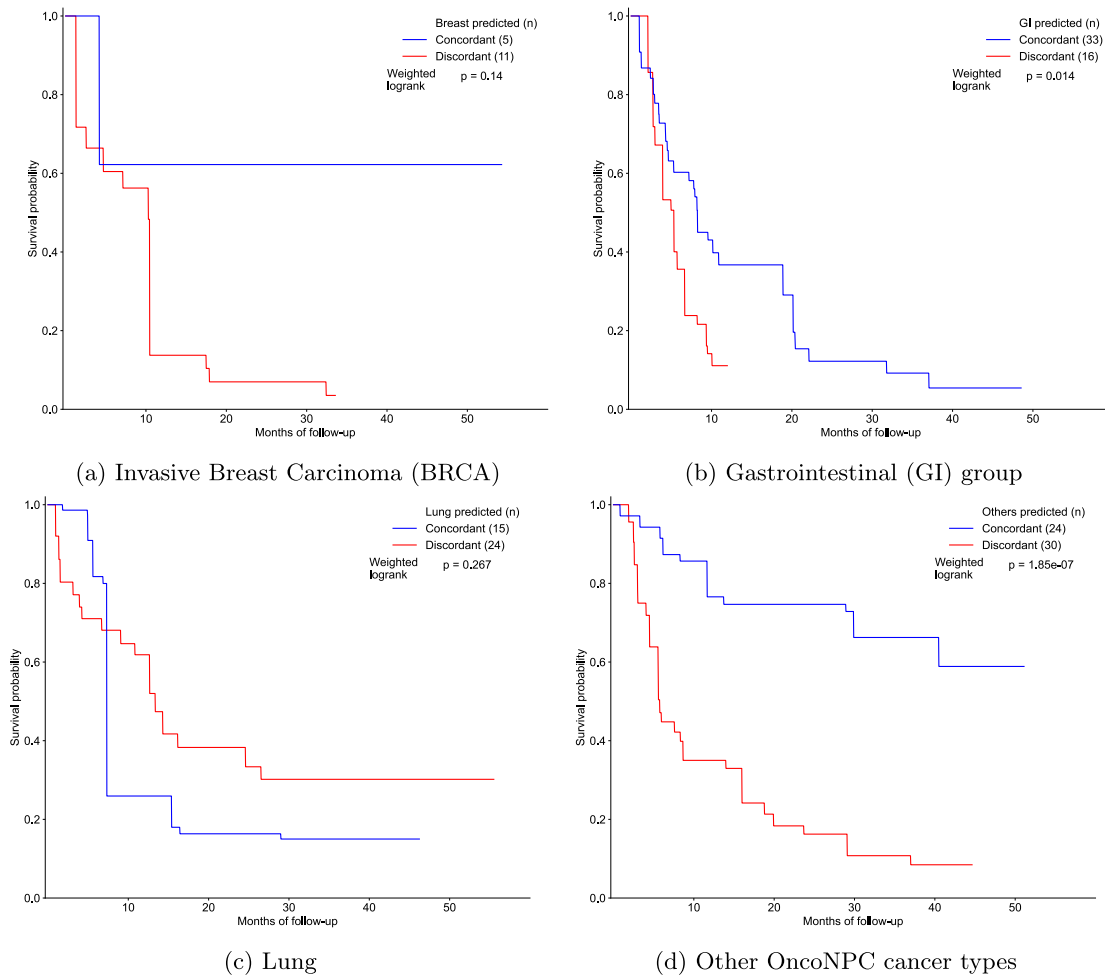 Breast predicted (n)
Concordant (5)
Discordant (11)
Weighted
logrank
p = 0.14
1.0
0.8
0.6
0.4
0.2
0.0
Survival probability
10 20 30 40 50
Months of follow-up
(a) Invasive Breast Carcinoma (BRCA)
GI predicted (n)
Concordant (33)
Discordant (16)
Weighted
logrank
p = 0.014
1.0
0.8
0.6
0.4
0.2
0.0
Survival probability
10 20 30 40 50
Months of follow-up
(b) Gastrointestinal (GI) group
Lung predicted (n)
Concordant (15)
Discordant (24)
Weighted
logrank
p = 0.267
1.0
0.8
0.6
0.4
0.2
0.0
Survival probability
10 20 30 40 50
Months of follow-up
(c) Lung
Others predicted (n)
Concordant (24)
Discordant (30)
Weighted
logrank
p = 1.85e-07
1.0
0.8
0.6
0.4
0.2
0.0
Survival probability
10 20 30 40 50
Months of follow-up
(d) Other OncoNPC cancer types